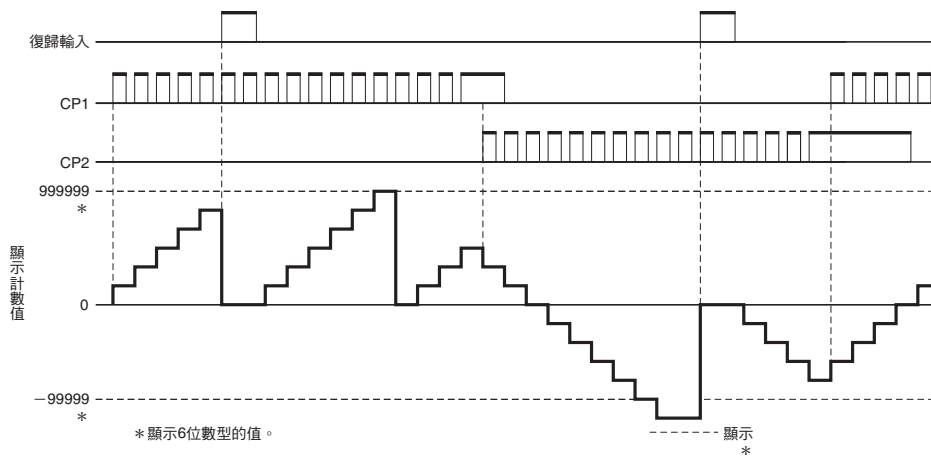 復歸輸入
CP1
CP2
999999
*
顯示計數值
0
－99999
*
*顯示6位數型的值。
------ 顯示
*